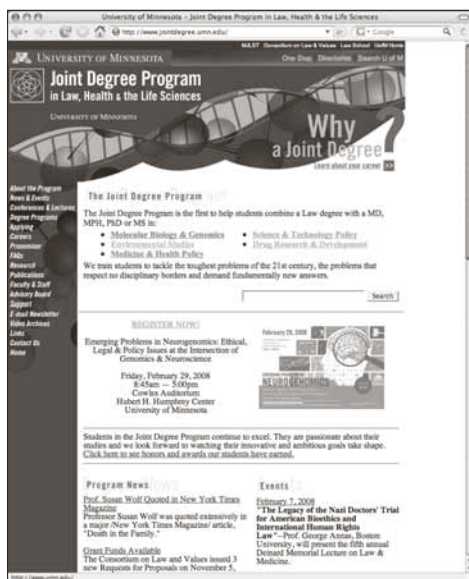 University of Minnesota - Joint Degree Program in Law, Health & the Life Sciences
http://www.jointdegree.umn.edu/
Google
MJLST Consortium on Law & Values Law School UofM Home
UNIVERSITY OF MINNESOTA
One Stop Directories Search U of M
Joint Degree Program
in Law, Health & the Life Sciences
UNIVERSITY OF MINNESOTA
Why
a Joint Degree?
Learn about your career >>
About the Program
News & Events
Conferences & Lectures
Degree Programs
Applying
Careers
Proseminar
FAQs
Research
Publications
Faculty & Staff
Advisory Board
Support
E-mail Newsletter
Video Archives
Links
Contact Us
Home
The Joint Degree Program
The Joint Degree Program is the first to help students combine a Law degree with a MD,
MPH, PhD or MS in:
• Molecular Biology & Genomics
• Environmental Studies
• Medicine & Health Policy
• Science & Technology Policy
• Drug Research & Development
We train students to tackle the toughest problems of the 21st century, the problems that
respect no disciplinary borders and demand fundamentally new answers.
Search
REGISTER NOW!
Emerging Problems in Neurogenomics: Ethical,
Legal & Policy Issues at the Intersection of
Genomics & Neuroscience
Friday, February 29, 2008
8:45am — 5:00pm
Cowles Auditorium
Hubert H. Humphrey Center
University of Minnesota
February 29, 2008
NEUROGENOMICS
Students in the Joint Degree Program continue to excel. They are passionate about their
studies and we look forward to watching their innovative and ambitious goals take shape.
Click here to see honors and awards our students have earned.
Program News
Prof. Susan Wolf Quoted in New York Times
Magazine
Professor Susan Wolf was quoted extensively in
a major /New York Times Magazine/ article,
"Death in the Family."
Grant Funds Available
The Consortium on Law and Values issued 3
new Requests for Proposals on November 5,
Events
February 7, 2008
"The Legacy of the Nazi Doctors' Trial
for American Bioethics and
International Human Rights
Law"--Prof. George Annas, Boston
University, will present the fifth annual
Deinard Memorial Lecture on Law &
Medicine.
http://www.umn.edu/